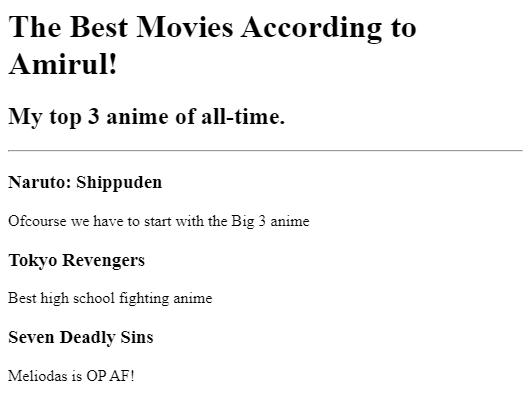 The Best Movies According to
Amirul!
My top 3 anime of all-time.
Naruto: Shippuden
Ofcourse we have to start with the Big 3 anime
Tokyo Revengers
Best high school fighting anime
Seven Deadly Sins
Meliodas is OP AF!